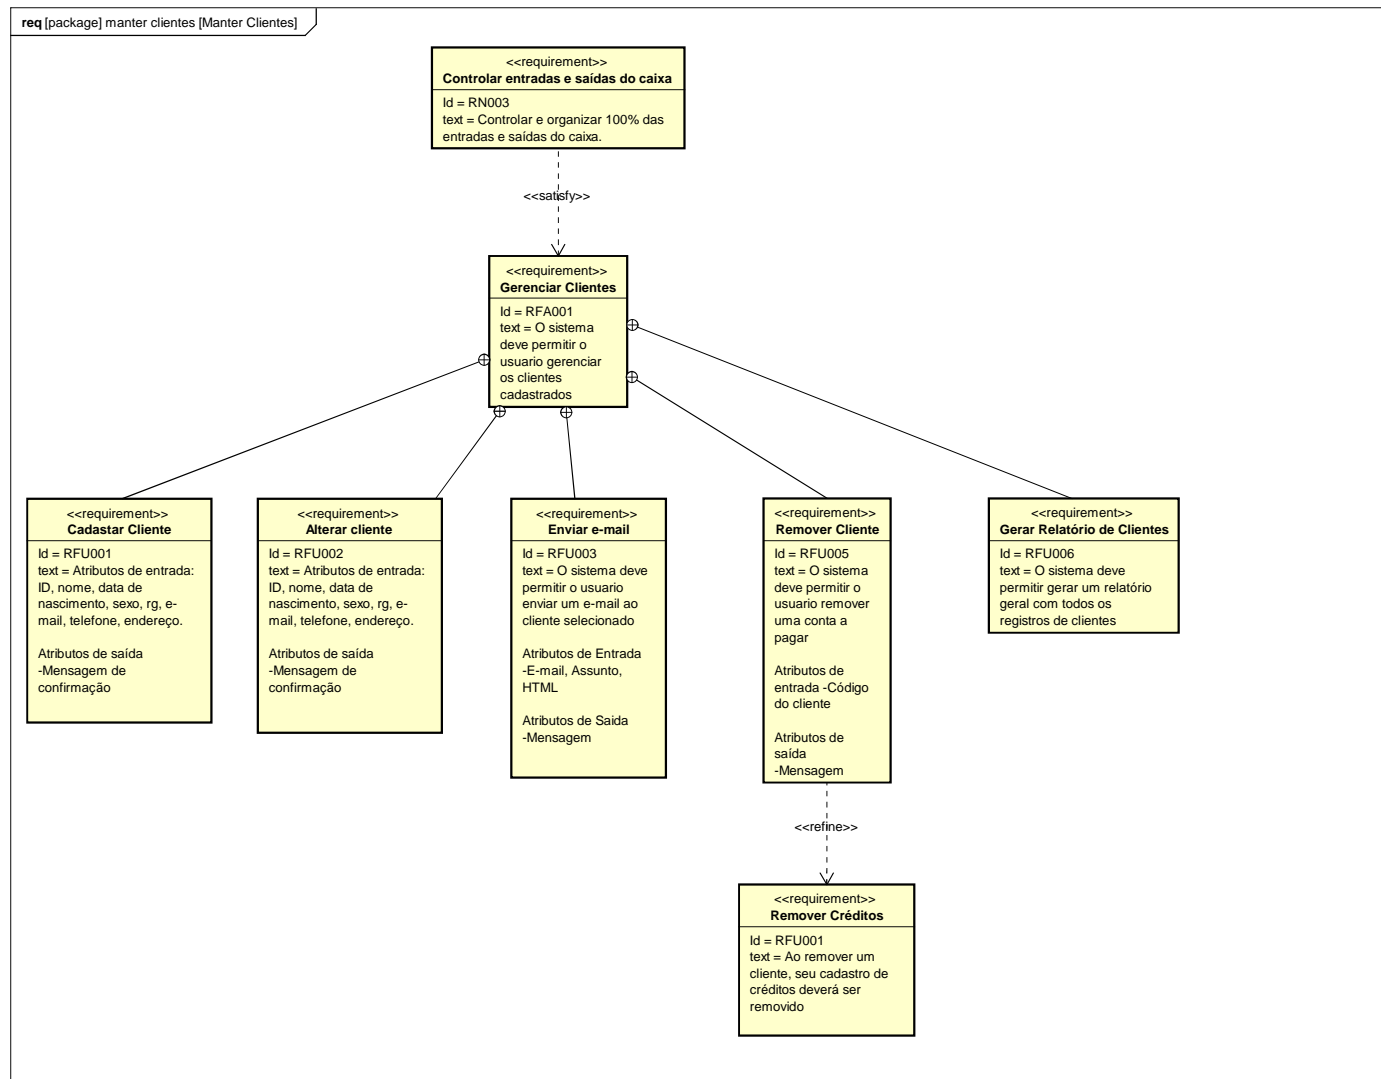 req [package] manter clientes [Manter Clientes]
<<requirement>>
Controlar entradas e saídas do caixa
Id = RN003
text = Controlar e organizar 100% das
entradas e saídas do caixa.
<<satisfy>>
<<requirement>>
Gerenciar Clientes
Id = RFA001
text = O sistema
deve permitir o
usuario gerenciar
os clientes
cadastrados
<<requirement>>
Cadastar Cliente
Id = RFU001
text = Atributos de entrada:
ID, nome, data de
nascimento, sexo, rg, e-
mail, telefone, endereço.
Atributos de saída
-Mensagem de
confirmação
<<requirement>>
Alterar cliente
Id = RFU002
text = Atributos de entrada:
ID, nome, data de
nascimento, sexo, rg, e-
mail, telefone, endereço.
Atributos de saída
-Mensagem de
confirmação
<<requirement>>
Enviar e-mail
Id = RFU003
text = O sistema deve
permitir o usuario
enviar um e-mail ao
cliente selecionado
Atributos de Entrada
-E-mail, Assunto,
HTML
Atributos de Saida
-Mensagem
<<requirement>>
Remover Cliente
Id = RFU005
text = O sistema
deve permitir o
usuario remover
uma conta a
pagar
Atributos de
entrada -Código
do cliente
Atributos de
saída
-Mensagem
<<requirement>>
Gerar Relatório de Clientes
Id = RFU006
text = O sistema deve
permitir gerar um relatório
geral com todos os
registros de clientes
<<refine>>
<<requirement>>
Remover Créditos
Id = RFU001
text = Ao remover um
cliente, seu cadastro de
créditos deverá ser
removido